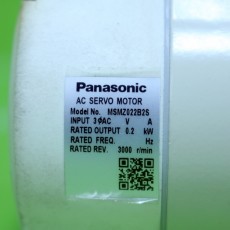 Panasonic
AC SERVO MOTOR
Model No. MSMZ022B2S
INPUT 3ϕAC V A
RATED OUTPUT 0.2 kW
RATED FREQ. Hz
RATED REV. 3000 r/min